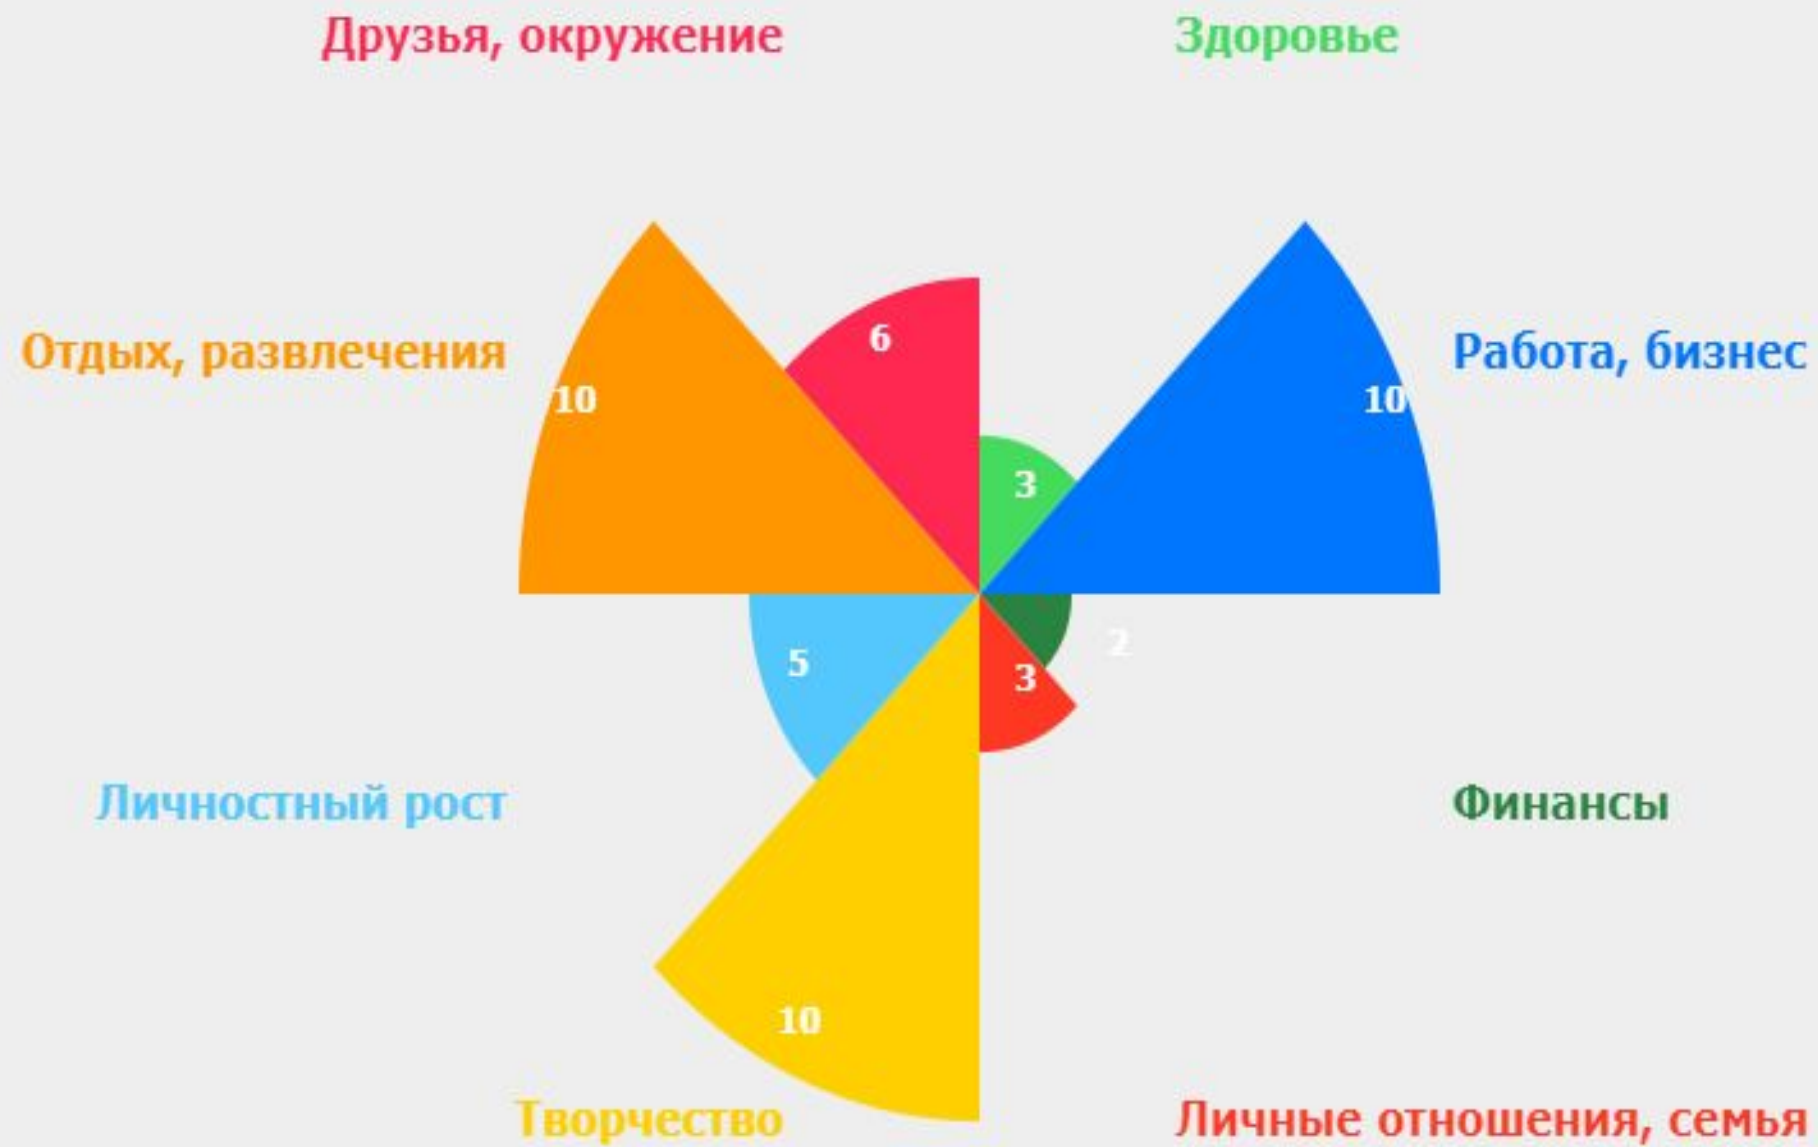 Друзья, окружение
Здоровье
Отдых, развлечения
Работа, бизнес
6
10
10
3
5
3
2
Личностный рост
Финансы
10
Творчество
Личные отношения, семья